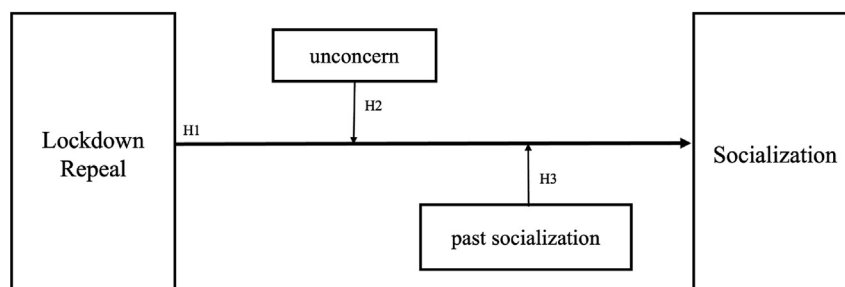 unconcern
H2
H1
Lockdown
Repeal
Socialization
H3
past socialization